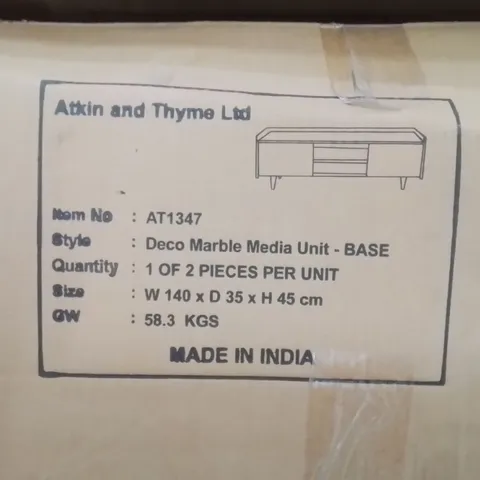 Atkin and Thyme Ltd
Item No : AT1347
Style : Deco Marble Media Unit - BASE
Quantity : 1 OF 2 PIECES PER UNIT
Size : W 140 x D 35 x H 45 cm
GW : 58.3 KGS
MADE IN INDIA